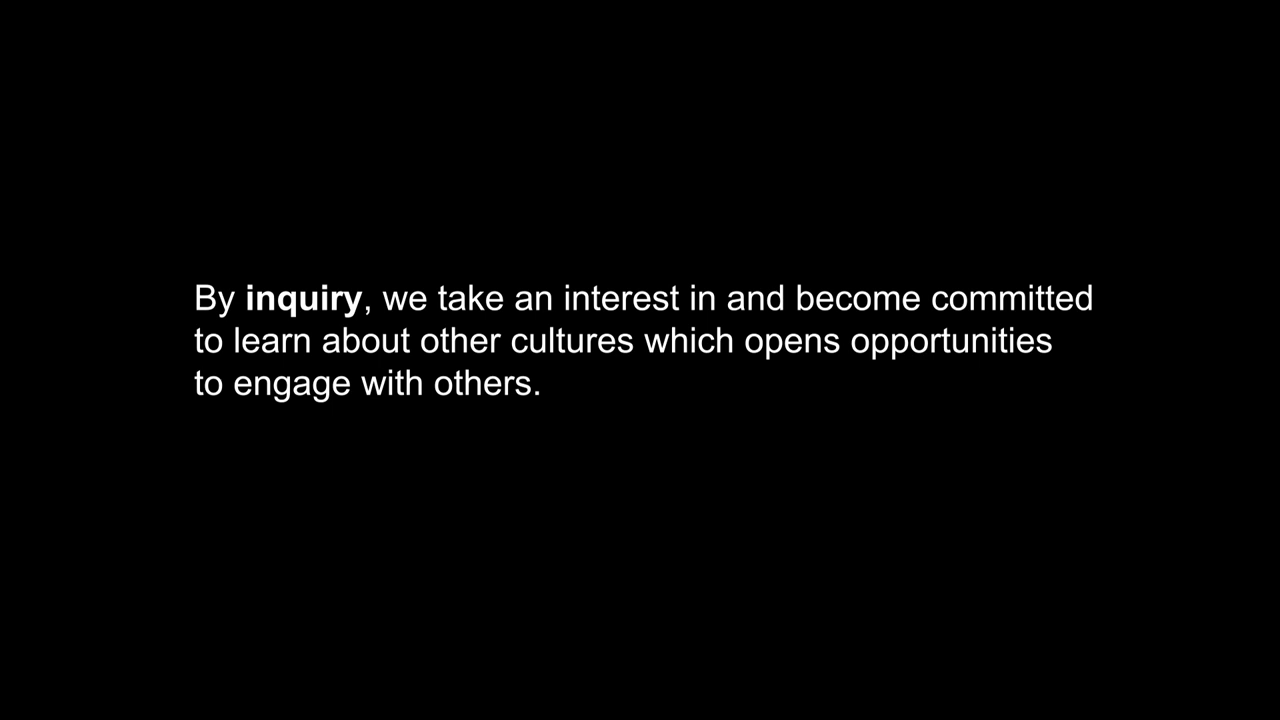 By inquiry, we take an interest in and become committed
to learn about other cultures which opens opportunities
to engage with others.